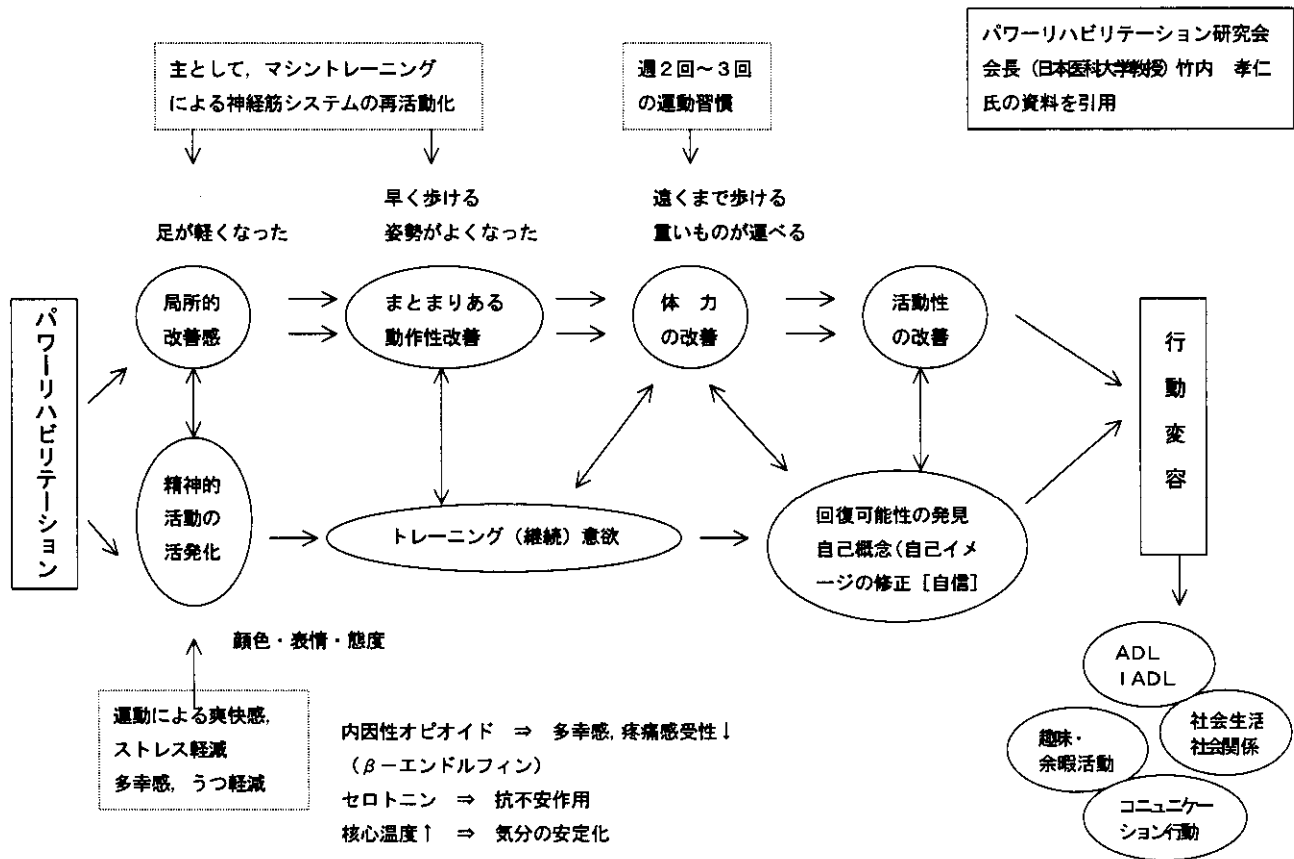 パワーリハビリテーション研究会
会長（日本医科大学教授）竹内　孝仁
氏の資料を引用
主として，マシントレーニング
による神経筋システムの再活動化
週２回～３回
の運動習慣
足が軽くなった
早く歩ける
姿勢がよくなった
遠くまで歩ける
重いものが運べる
パワーリハビリテーション
局所的
改善感
まとまりある
動作性改善
体　力
の改善
活動性
の改善
行動変容
精神的
活動の
活発化
トレーニング（継続）意欲
回復可能性の発見
自己概念（自己イメ
ージの修正［自信］
顔色・表情・態度
運動による爽快感，
ストレス軽減
多幸感，うつ軽減
内因性オピオイド　⇒　多幸感，疼痛感受性↓
（β－エンドルフィン）
セロトニン　⇒　抗不安作用
核心温度↑　⇒　気分の安定化
ADL
IADL
社会生活
社会関係
趣味・
余暇活動
コニュニケー
ション行動